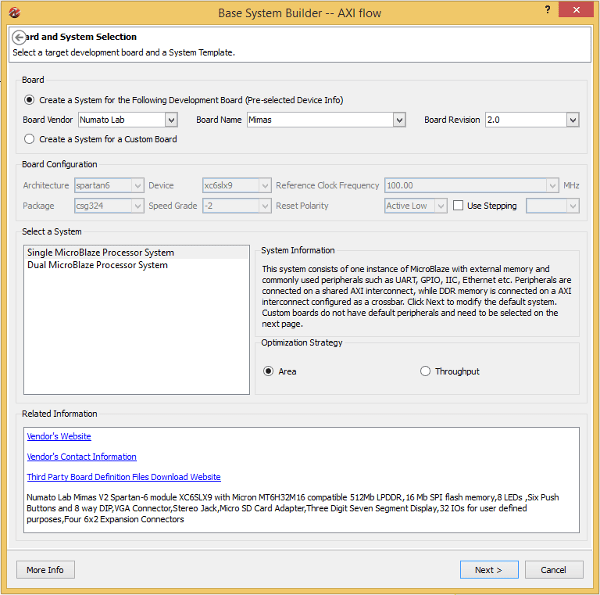 Base System Builder -- AXI flow
?
ard and System Selection
Select a target development board and a System Template.
Board
Create a System for the Following Development Board (Pre-selected Device Info)
Board Vendor Numato Lab Board Name Mimas Board Revision 2.0
Create a System for a Custom Board
Board Configuration
Architecture spartan6 Device xc6slx9 Reference Clock Frequency 100.00 MHz
Package csg324 Speed Grade -2 Reset Polarity Active Low Use Stepping
Select a System
Single MicroBlaze Processor System
Dual MicroBlaze Processor System
System Information
This system consists of one instance of MicroBlaze with external memory and
commonly used peripherals such as UART, GPIO, IIC, Ethernet etc. Peripherals are
connected on a shared AXI interconnect, while DDR memory is connected on a AXI
interconnect configured as a crossbar. Click Next to modify the default system.
Custom boards do not have default peripherals and need to be selected on the
next page.
Optimization Strategy
Area Throughput
Related Information
Vendor's Website
Vendor's Contact Information
Third Party Board Definition Files Download Website
Numato Lab Mimas V2 Spartan-6 module XC6SLX9 with Micron MT6H32M16 compatible 512Mb LPDDR,16 Mb SPI flash memory,8 LEDs ,Six Push
Buttons and 8 way DIP,VGA Connector,Stereo Jack,Micro SD Card Adapter,Three Digit Seven Segment Display,32 IOs for user defined
purposes,Four 6x2 Expansion Connectors
More Info Next > Cancel